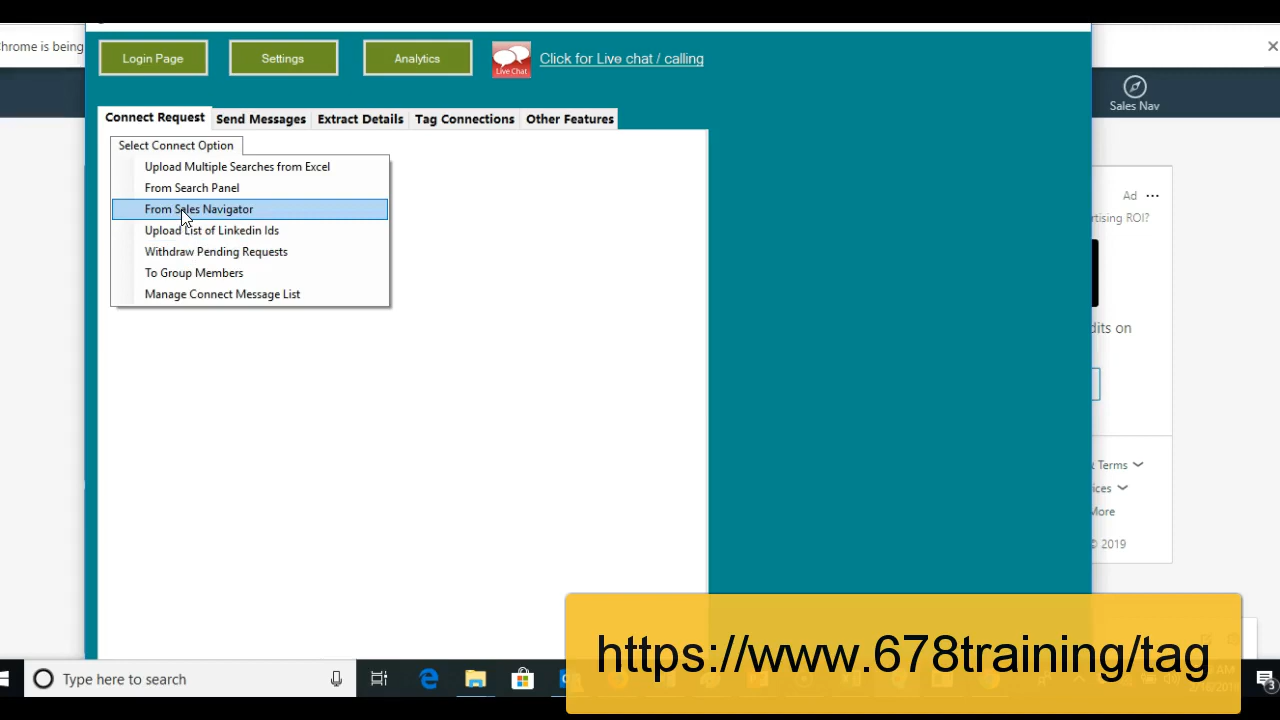 Chrome is being
Login Page
Settings
Analytics
Live Chat
Click for Live chat / calling
Sales Nav
Connect Request
Send Messages
Extract Details
Tag Connections
Other Features
Select Connect Option
Upload Multiple Searches from Excel
From Search Panel
From Sales Navigator
Upload List of Linkedin Ids
Withdraw Pending Requests
To Group Members
Manage Connect Message List
Ad
ROI?
on
Terms
More
© 2019
https://www.678training/tag
Type here to search
3